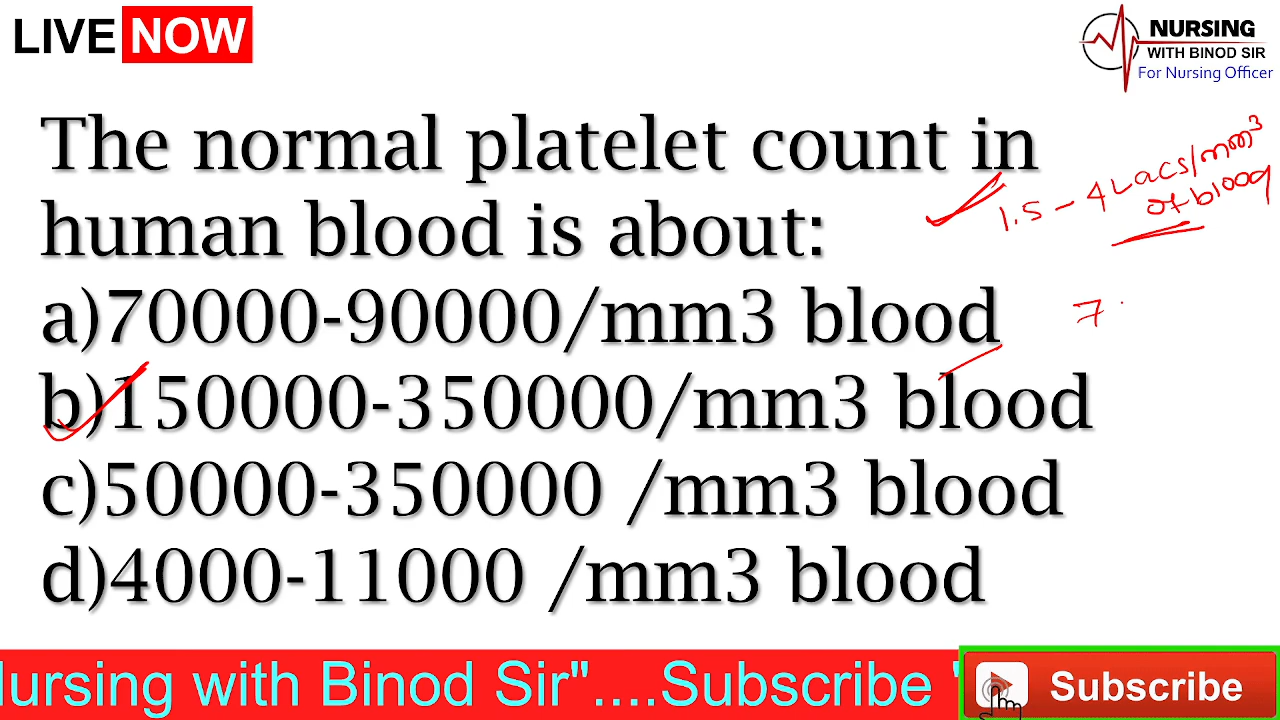 LIVE NOW
NURSING
WITH BINOD SIR
For Nursing Officer
The normal platelet count in
human blood is about:
1.5 - 4 Lacs/mm³
of blood
a)70000-90000/mm3 blood
7
b)150000-350000/mm3 blood
c)50000-350000 /mm3 blood
d)4000-11000 /mm3 blood
ursing with Binod Sir"....Subscribe "
Subscribe